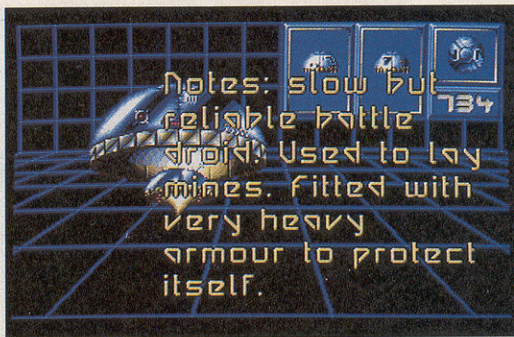 734
Notes: slow but
reliable battle
droid. Used to lay
mines. Fitted with
very heavy
armour to protect
itself.